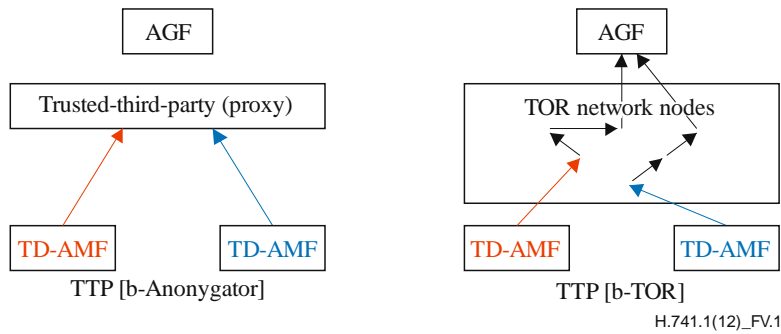 AGF
Trusted-third-party (proxy)
TD-AMF
TD-AMF
TTP [b-Anonygator]
AGF
TOR network nodes
TD-AMF
TD-AMF
TTP [b-TOR]
H.741.1(12)_FV.1